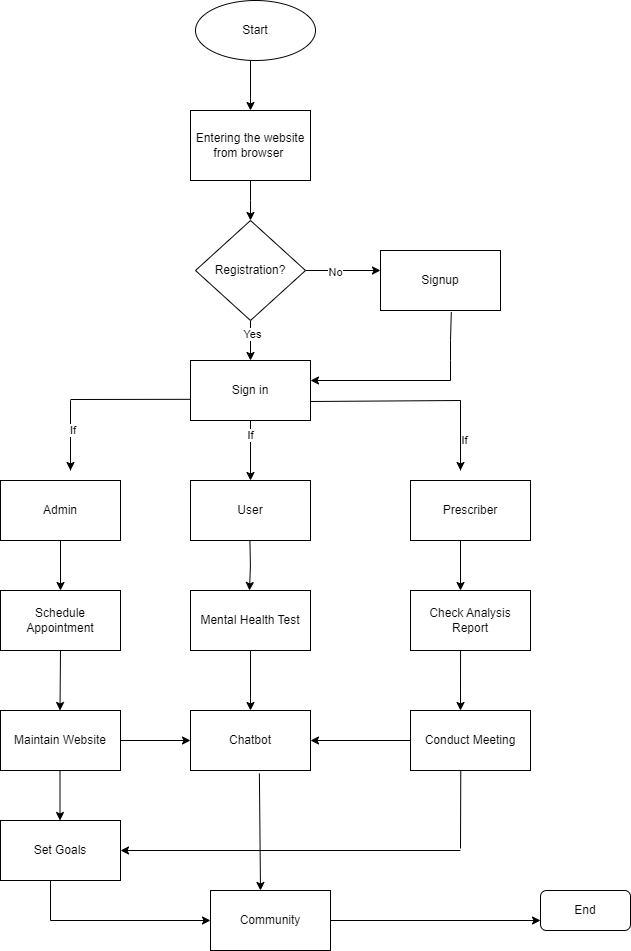 Start
Entering the website
from browser
Registration?
No
Signup
Yes
Sign in
If
If
If
Admin
User
Prescriber
Schedule
Appointment
Mental Health Test
Check Analysis
Report
Maintain Website
Chatbot
Conduct Meeting
Set Goals
Community
End